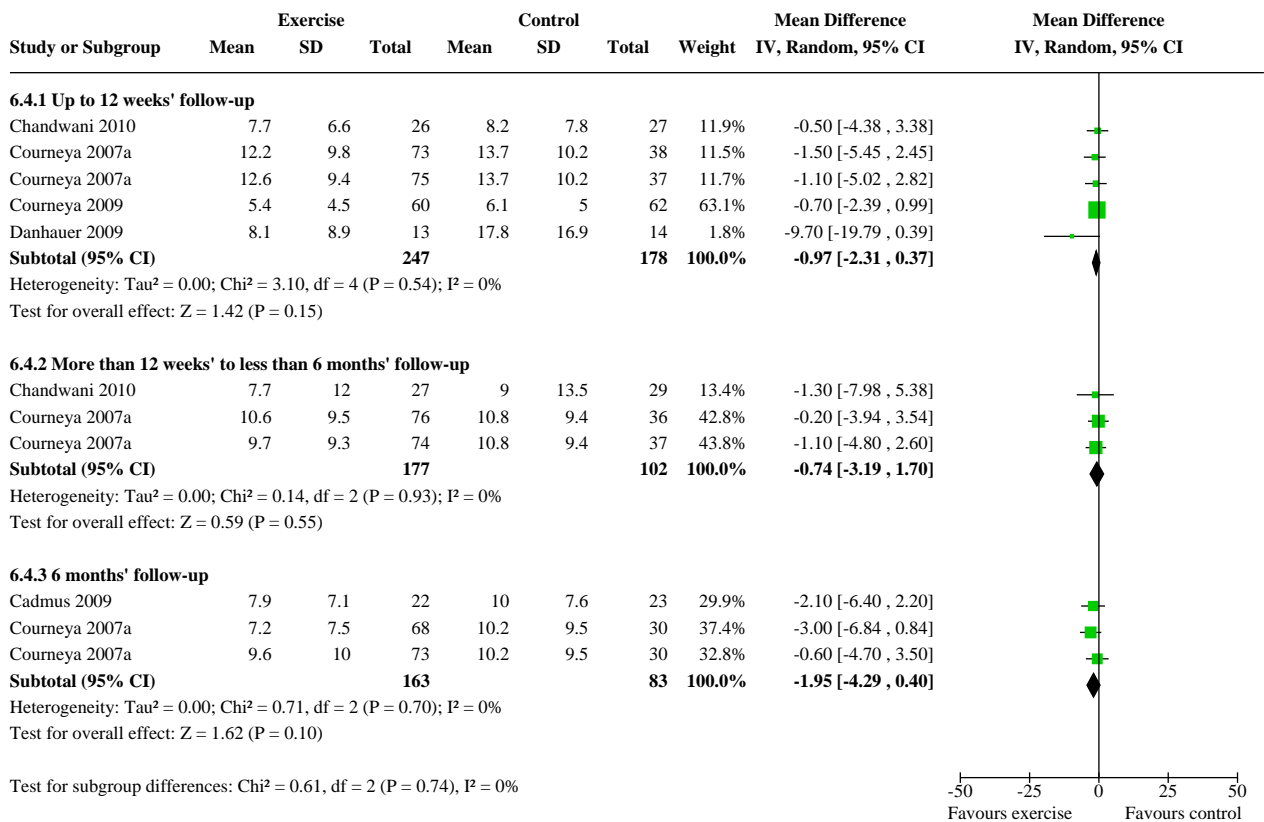 Exercise Control Mean Difference Mean Difference
Study or Subgroup Mean SD Total Mean SD Total Weight IV, Random, 95% CI IV, Random, 95% CI
6.4.1 Up to 12 weeks' follow-up
Chandwani 2010 7.7 6.6 26 8.2 7.8 27 11.9% -0.50 [-4.38 , 3.38]
Courneya 2007a 12.2 9.8 73 13.7 10.2 38 11.5% -1.50 [-5.45 , 2.45]
Courneya 2007a 12.6 9.4 75 13.7 10.2 37 11.7% -1.10 [-5.02 , 2.82]
Courneya 2009 5.4 4.5 60 6.1 5 62 63.1% -0.70 [-2.39 , 0.99]
Danhauer 2009 8.1 8.9 13 17.8 16.9 14 1.8% -9.70 [-19.79 , 0.39]
Subtotal (95% CI) 247 178 100.0% -0.97 [-2.31 , 0.37]
Heterogeneity: Tau² = 0.00; Chi² = 3.10, df = 4 (P = 0.54); I² = 0%
Test for overall effect: Z = 1.42 (P = 0.15)
6.4.2 More than 12 weeks' to less than 6 months' follow-up
Chandwani 2010 7.7 12 27 9 13.5 29 13.4% -1.30 [-7.98 , 5.38]
Courneya 2007a 10.6 9.5 76 10.8 9.4 36 42.8% -0.20 [-3.94 , 3.54]
Courneya 2007a 9.7 9.3 74 10.8 9.4 37 43.8% -1.10 [-4.80 , 2.60]
Subtotal (95% CI) 177 102 100.0% -0.74 [-3.19 , 1.70]
Heterogeneity: Tau² = 0.00; Chi² = 0.14, df = 2 (P = 0.93); I² = 0%
Test for overall effect: Z = 0.59 (P = 0.55)
6.4.3 6 months' follow-up
Cadmus 2009 7.9 7.1 22 10 7.6 23 29.9% -2.10 [-6.40 , 2.20]
Courneya 2007a 7.2 7.5 68 10.2 9.5 30 37.4% -3.00 [-6.84 , 0.84]
Courneya 2007a 9.6 10 73 10.2 9.5 30 32.8% -0.60 [-4.70 , 3.50]
Subtotal (95% CI) 163 83 100.0% -1.95 [-4.29 , 0.40]
Heterogeneity: Tau² = 0.00; Chi² = 0.71, df = 2 (P = 0.70); I² = 0%
Test for overall effect: Z = 1.62 (P = 0.10)
Test for subgroup differences: Chi² = 0.61, df = 2 (P = 0.74), I² = 0%
-50 -25 0 25 50
Favours exercise Favours control